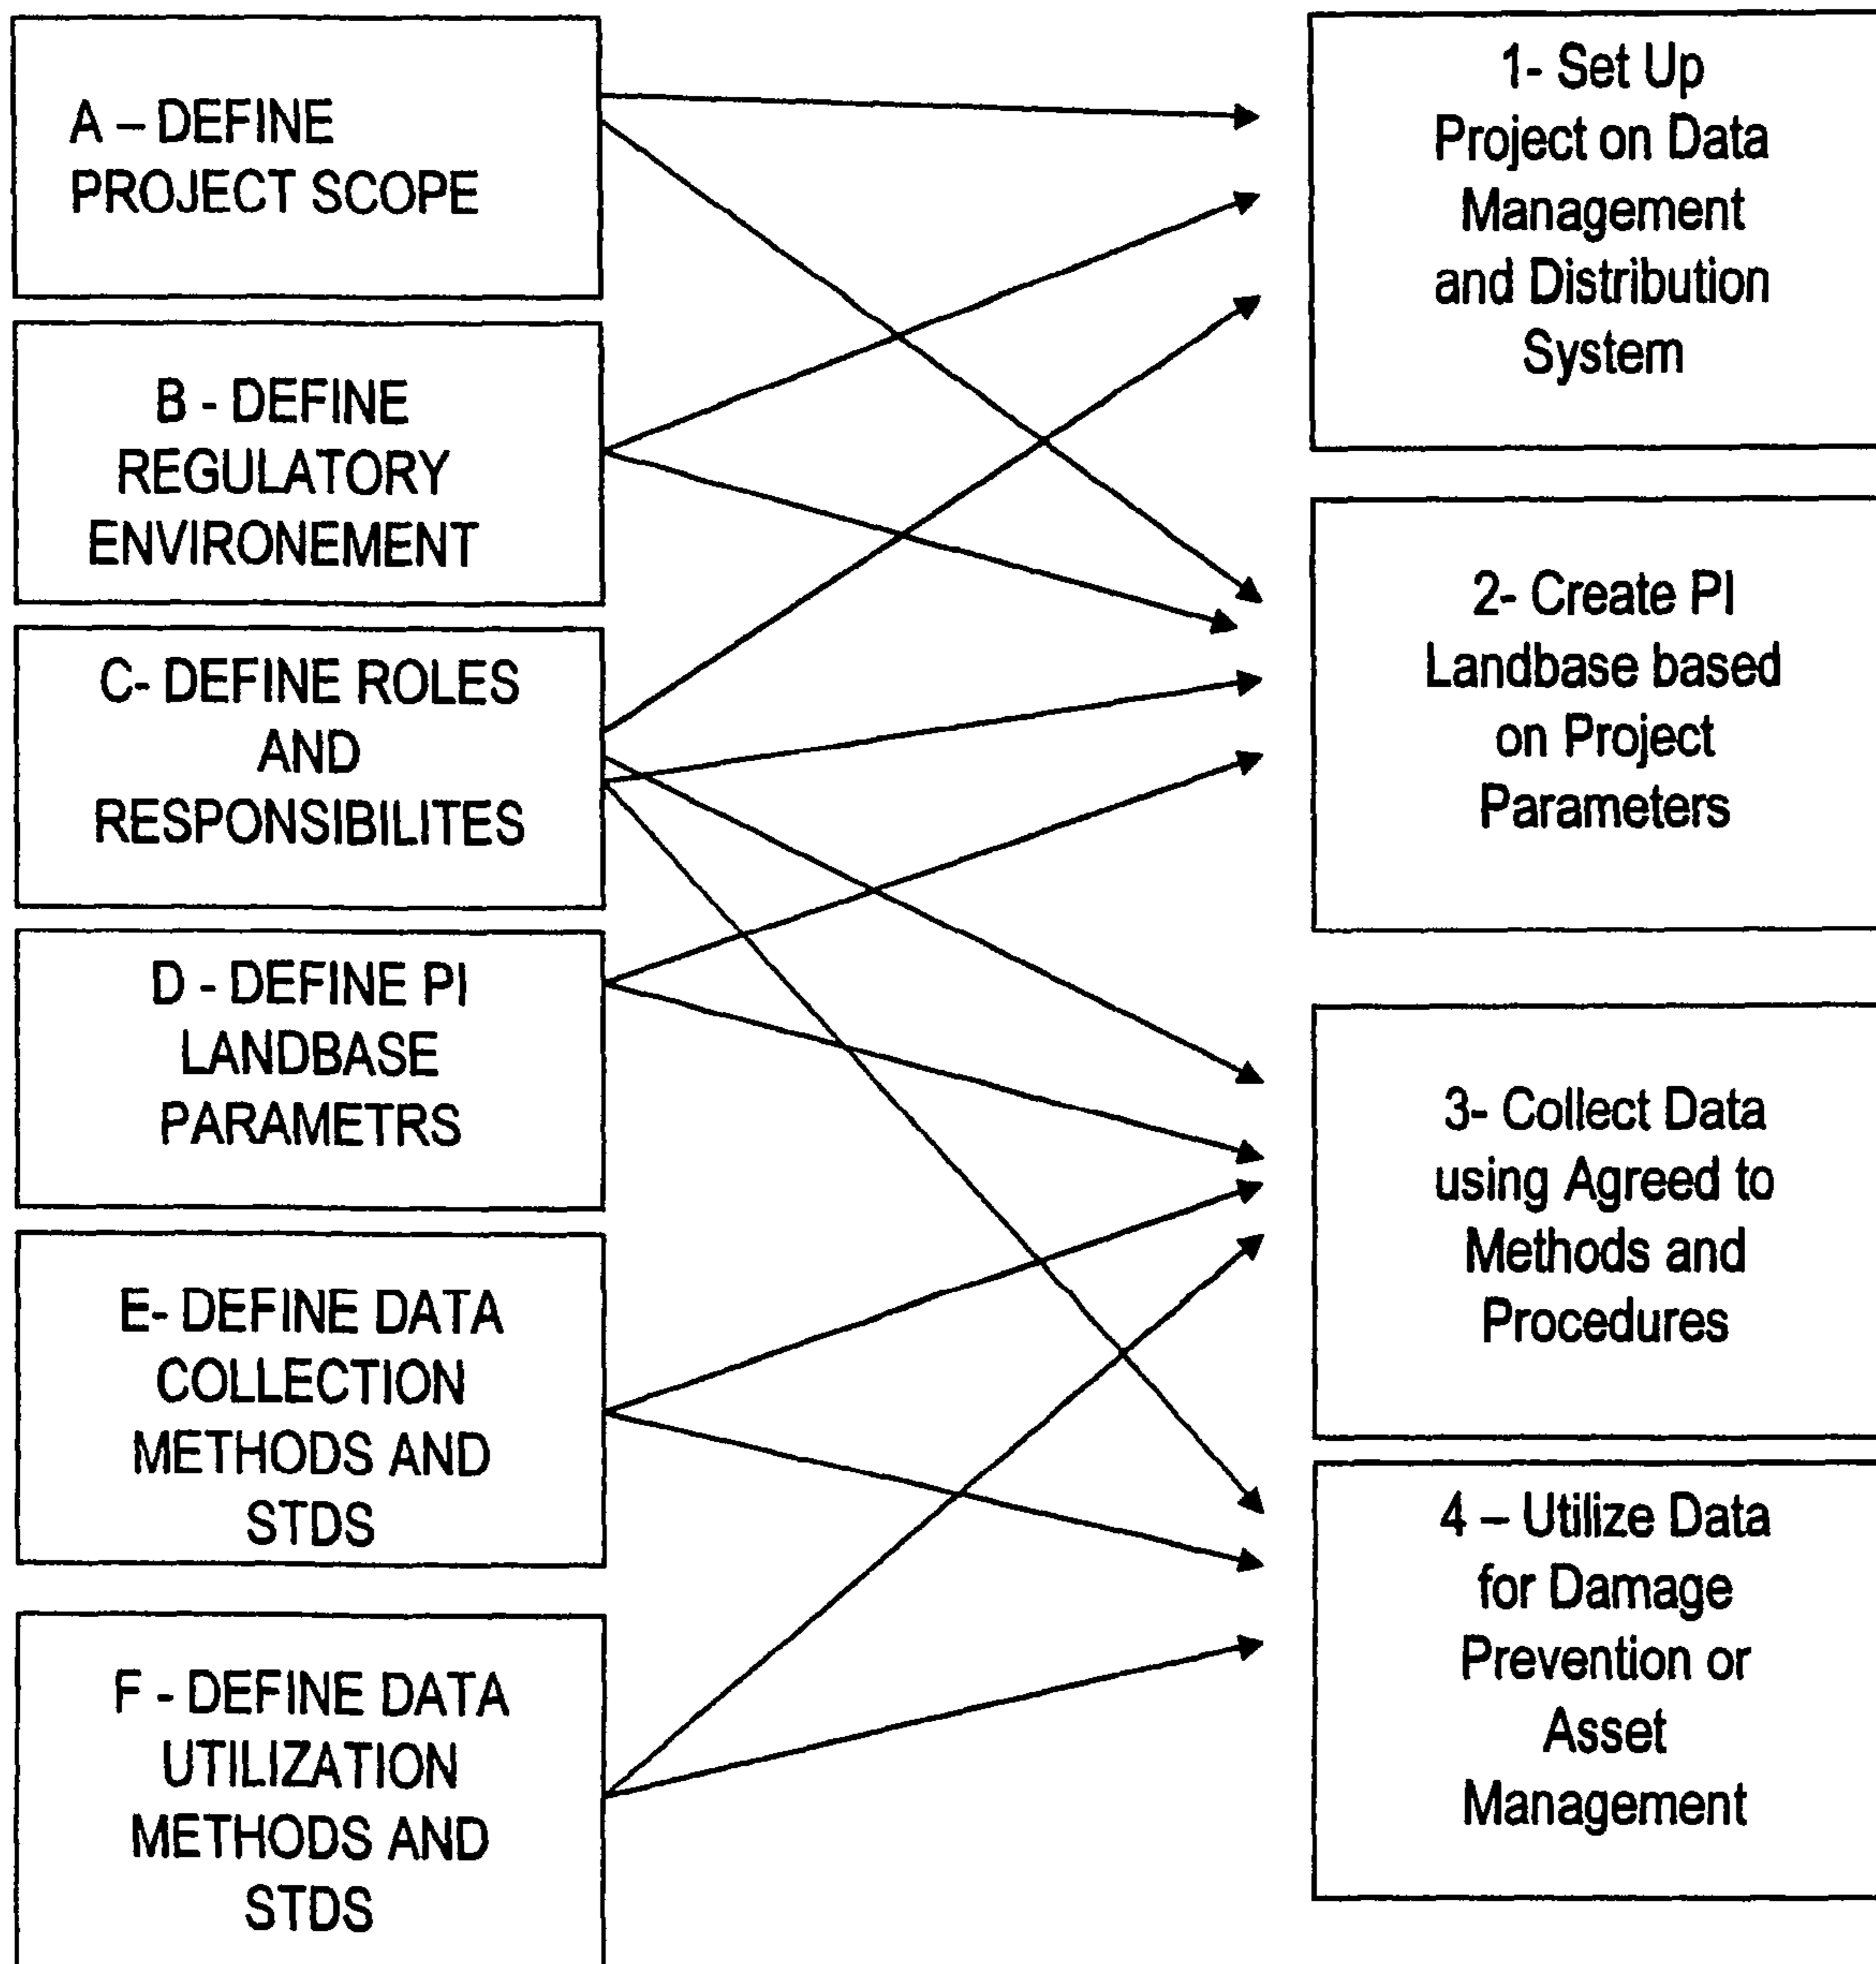 A – DEFINE
PROJECT SCOPE
B - DEFINE
REGULATORY
ENVIRONEMENT
C- DEFINE ROLES
AND
RESPONSIBILITES
D - DEFINE PI
LANDBASE
PARAMETRS
E- DEFINE DATA
COLLECTION
METHODS AND
STDS
F - DEFINE DATA
UTILIZATION
METHODS AND
STDS
1- Set Up
Project on Data
Management
and Distribution
System
2- Create PI
Landbase based
on Project
Parameters
3- Collect Data
using Agreed to
Methods and
Procedures
4 – Utilize Data
for Damage
Prevention or
Asset
Management